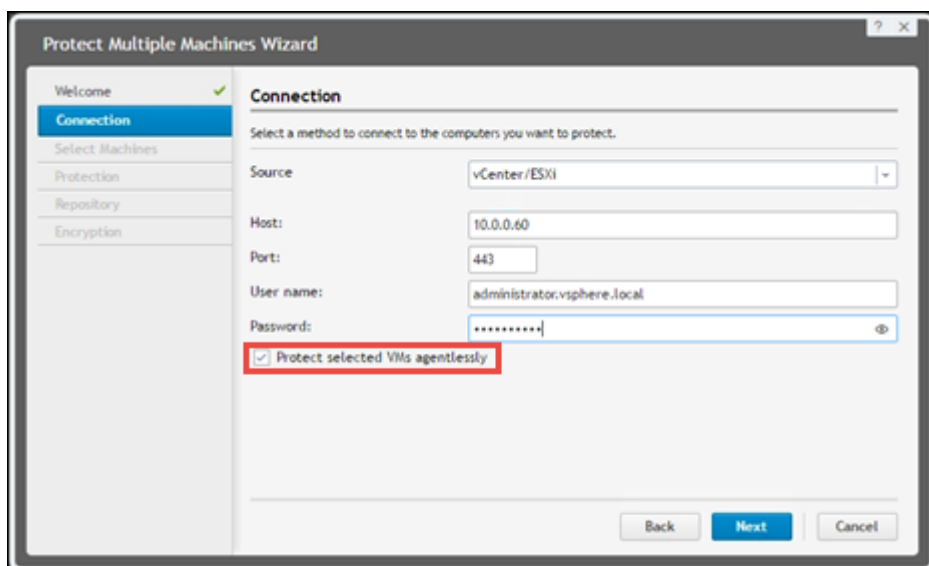 ? ×
Protect Multiple Machines Wizard
Welcome
Connection
Select Machines
Protection
Repository
Encryption
Connection
Select a method to connect to the computers you want to protect.
Source vCenter/ESXi
Host: 10.0.0.60
Port: 443
User name: administrator.vsphere.local
Password: ••••••••••
Protect selected VMs agentlessly
Back Next Cancel